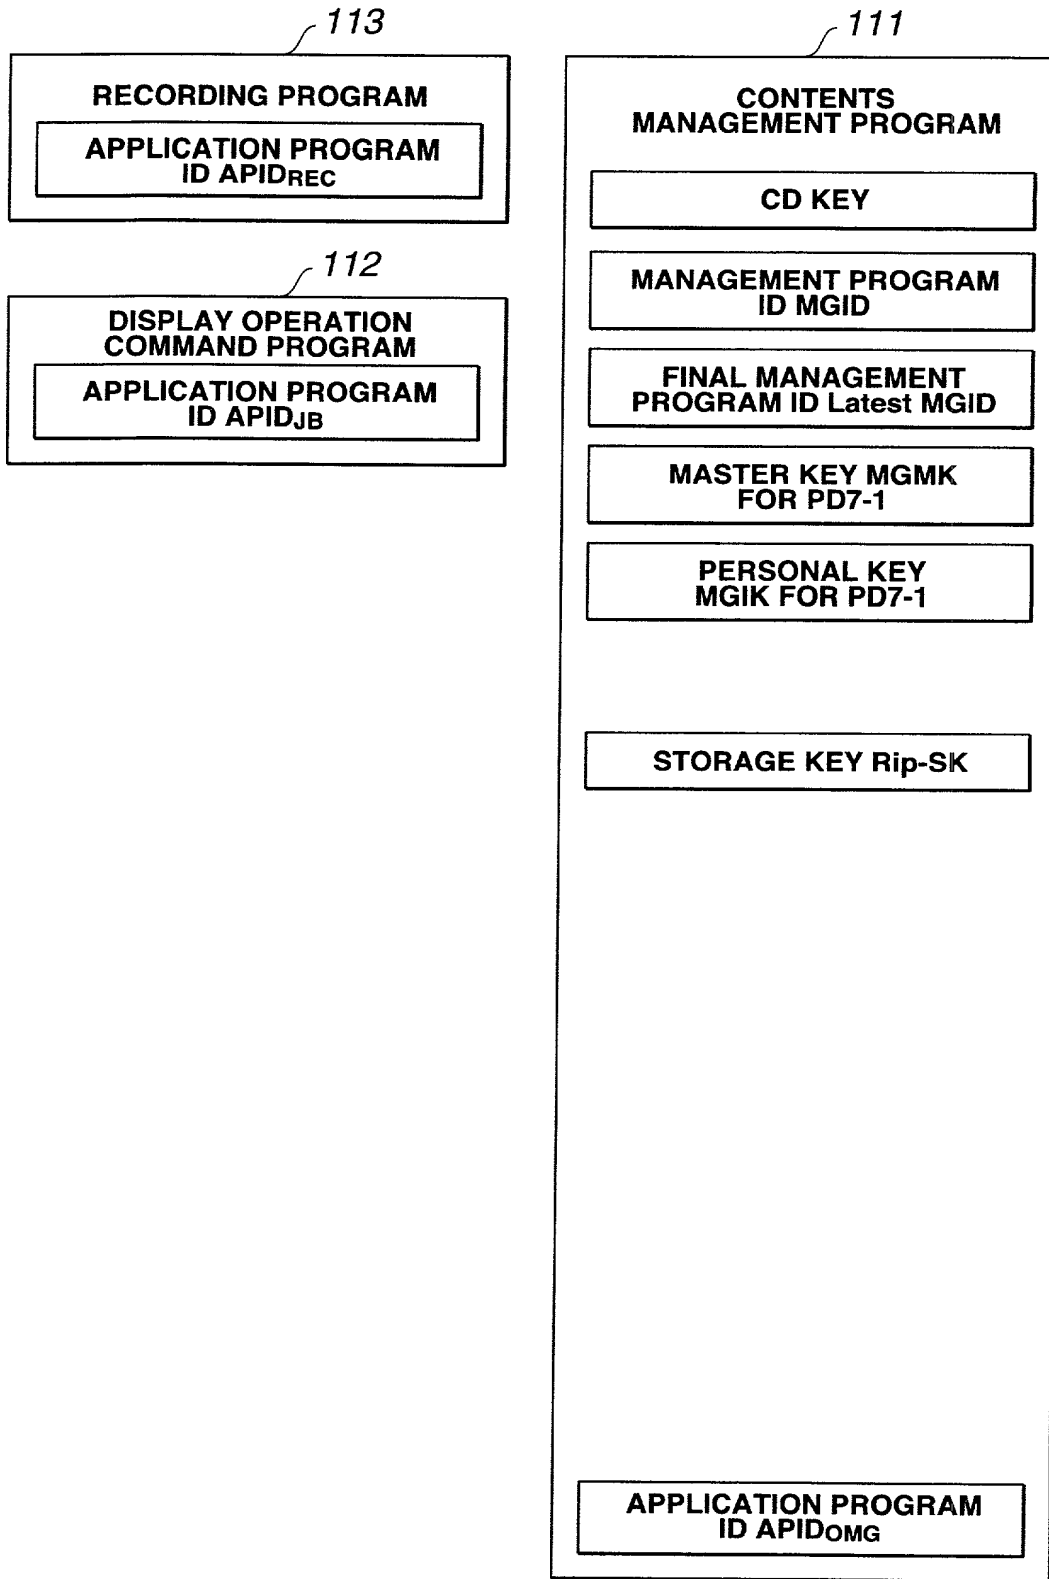 113
RECORDING PROGRAM
APPLICATION PROGRAM
ID APIDREC
112
DISPLAY OPERATION
COMMAND PROGRAM
APPLICATION PROGRAM
ID APIDJB
111
CONTENTS
MANAGEMENT PROGRAM
CD KEY
MANAGEMENT PROGRAM
ID MGID
FINAL MANAGEMENT
PROGRAM ID Latest MGID
MASTER KEY MGMK
FOR PD7-1
PERSONAL KEY
MGIK FOR PD7-1
STORAGE KEY Rip-SK
APPLICATION PROGRAM
ID APIDOMG